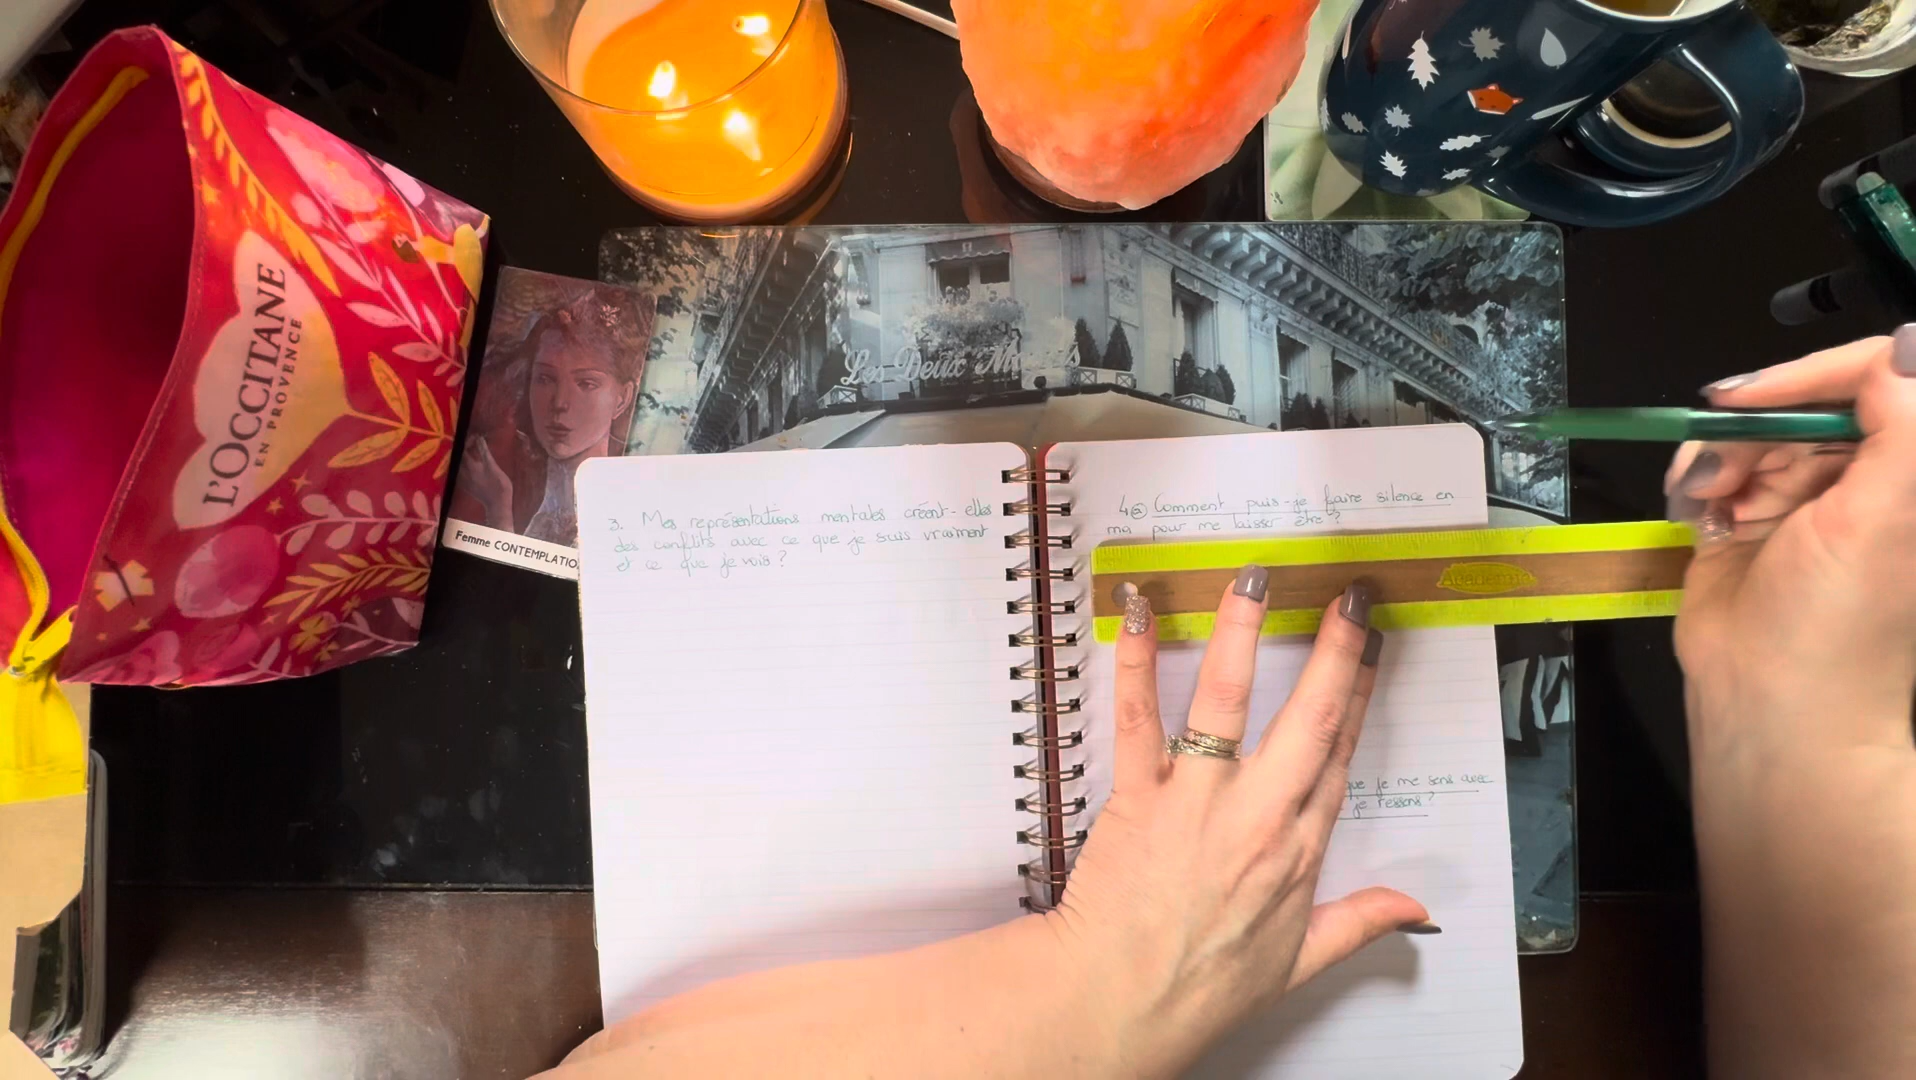 L'OCCITANE
EN PROVENCE
Femme CONTEMPLATIO
Les Deux Magots
3. Mes représentations mentales créent-elles
des conflits avec ce que je suis vraiment
et ce que je vois ?
4 Comment puis-je faire silence en
moi pour me laisser être ?
Academia
que je me sens avec
je ressens ?